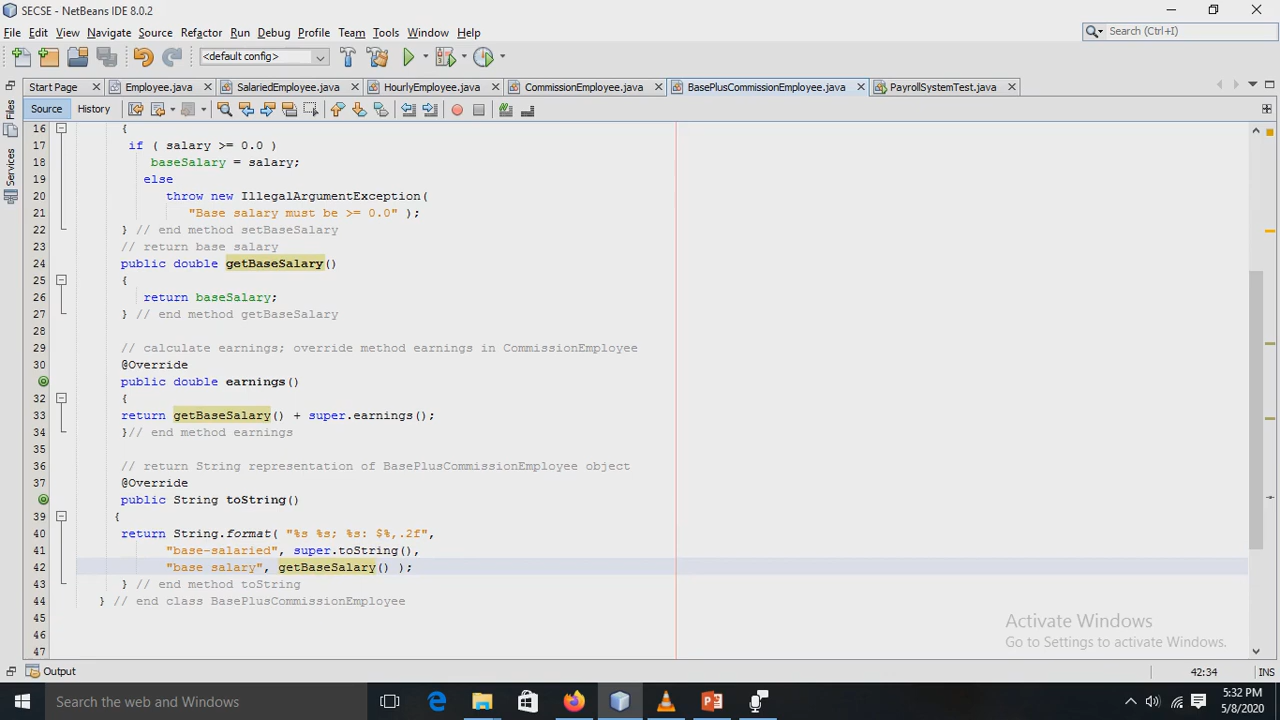 SECSE - NetBeans IDE 8.0.2
File Edit View Navigate Source Refactor Run Debug Profile Team Tools Window Help
Search (Ctrl+I)
<default config>
Start Page Employee.java SalariedEmployee.java HourlyEmployee.java CommissionEmployee.java BasePlusCommissionEmployee.java PayrollSystemTest.java
Files
Services
Source History
16 {
17 if ( salary >= 0.0 )
18 baseSalary = salary;
19 else
20 throw new IllegalArgumentException(
21 "Base salary must be >= 0.0" );
22 } // end method setBaseSalary
23 // return base salary
24 public double getBaseSalary()
25 {
26 return baseSalary;
27 } // end method getBaseSalary
28
29 // calculate earnings; override method earnings in CommissionEmployee
30 @Override
31 public double earnings()
32 {
33 return getBaseSalary() + super.earnings();
34 }// end method earnings
35
36 // return String representation of BasePlusCommissionEmployee object
37 @Override
38 public String toString()
39 {
40 return String.format( "%s %s; %s: $%,.2f",
41 "base-salaried", super.toString(),
42 "base salary", getBaseSalary() );
43 } // end method toString
44 } // end class BasePlusCommissionEmployee
45
46
47
Activate Windows
Go to Settings to activate Windows.
Output
42:34 INS
Search the web and Windows
5:32 PM
5/8/2020